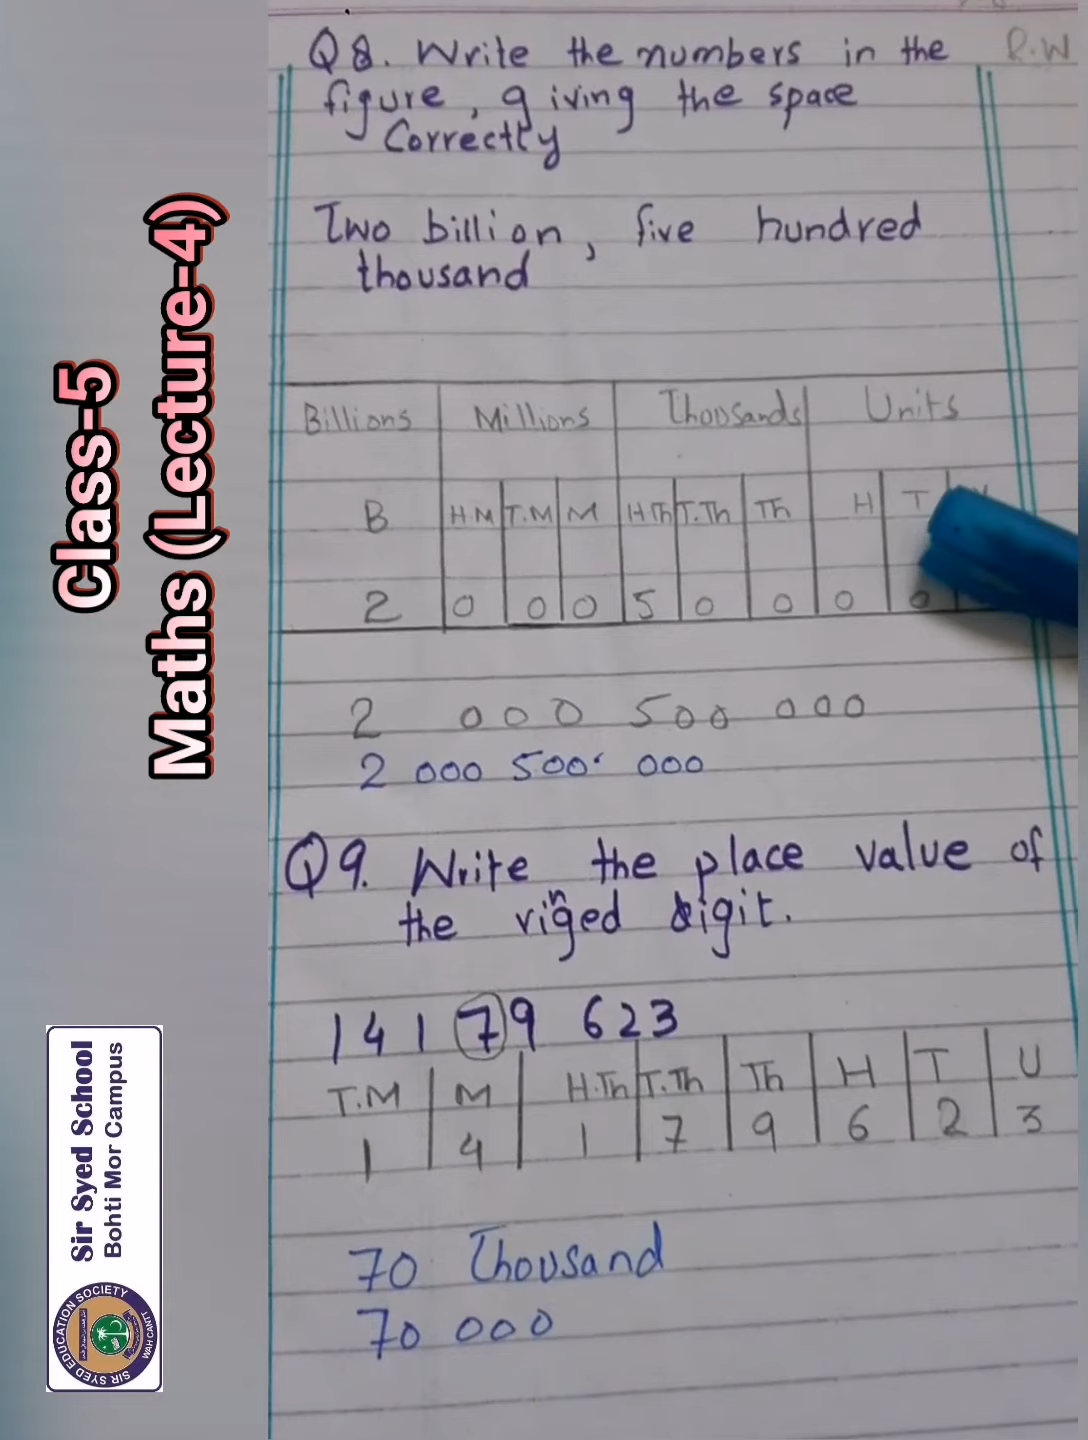 Class-5
Maths (Lecture-4)
Sir Syed School
Bohti Mor Campus
SIR SYED EDUCATION SOCIETY
WAH CANTT
R.W
Q8. Write the numbers in the
figure, giving the space
Correctly
Two billion, five hundred
thousand
Billions Millions Thousands Units
B H.M T.M M H.Th T.Th Th H T
2 0 0 0 5 0 0 0 0
2 000 500 000
2 000 500 000
Q9. Write the place value of
the ringed digit.
141 79 623
T.M M H.Th T.Th Th H T U
1 4 1 7 9 6 2 3
70 Thousand
70 000